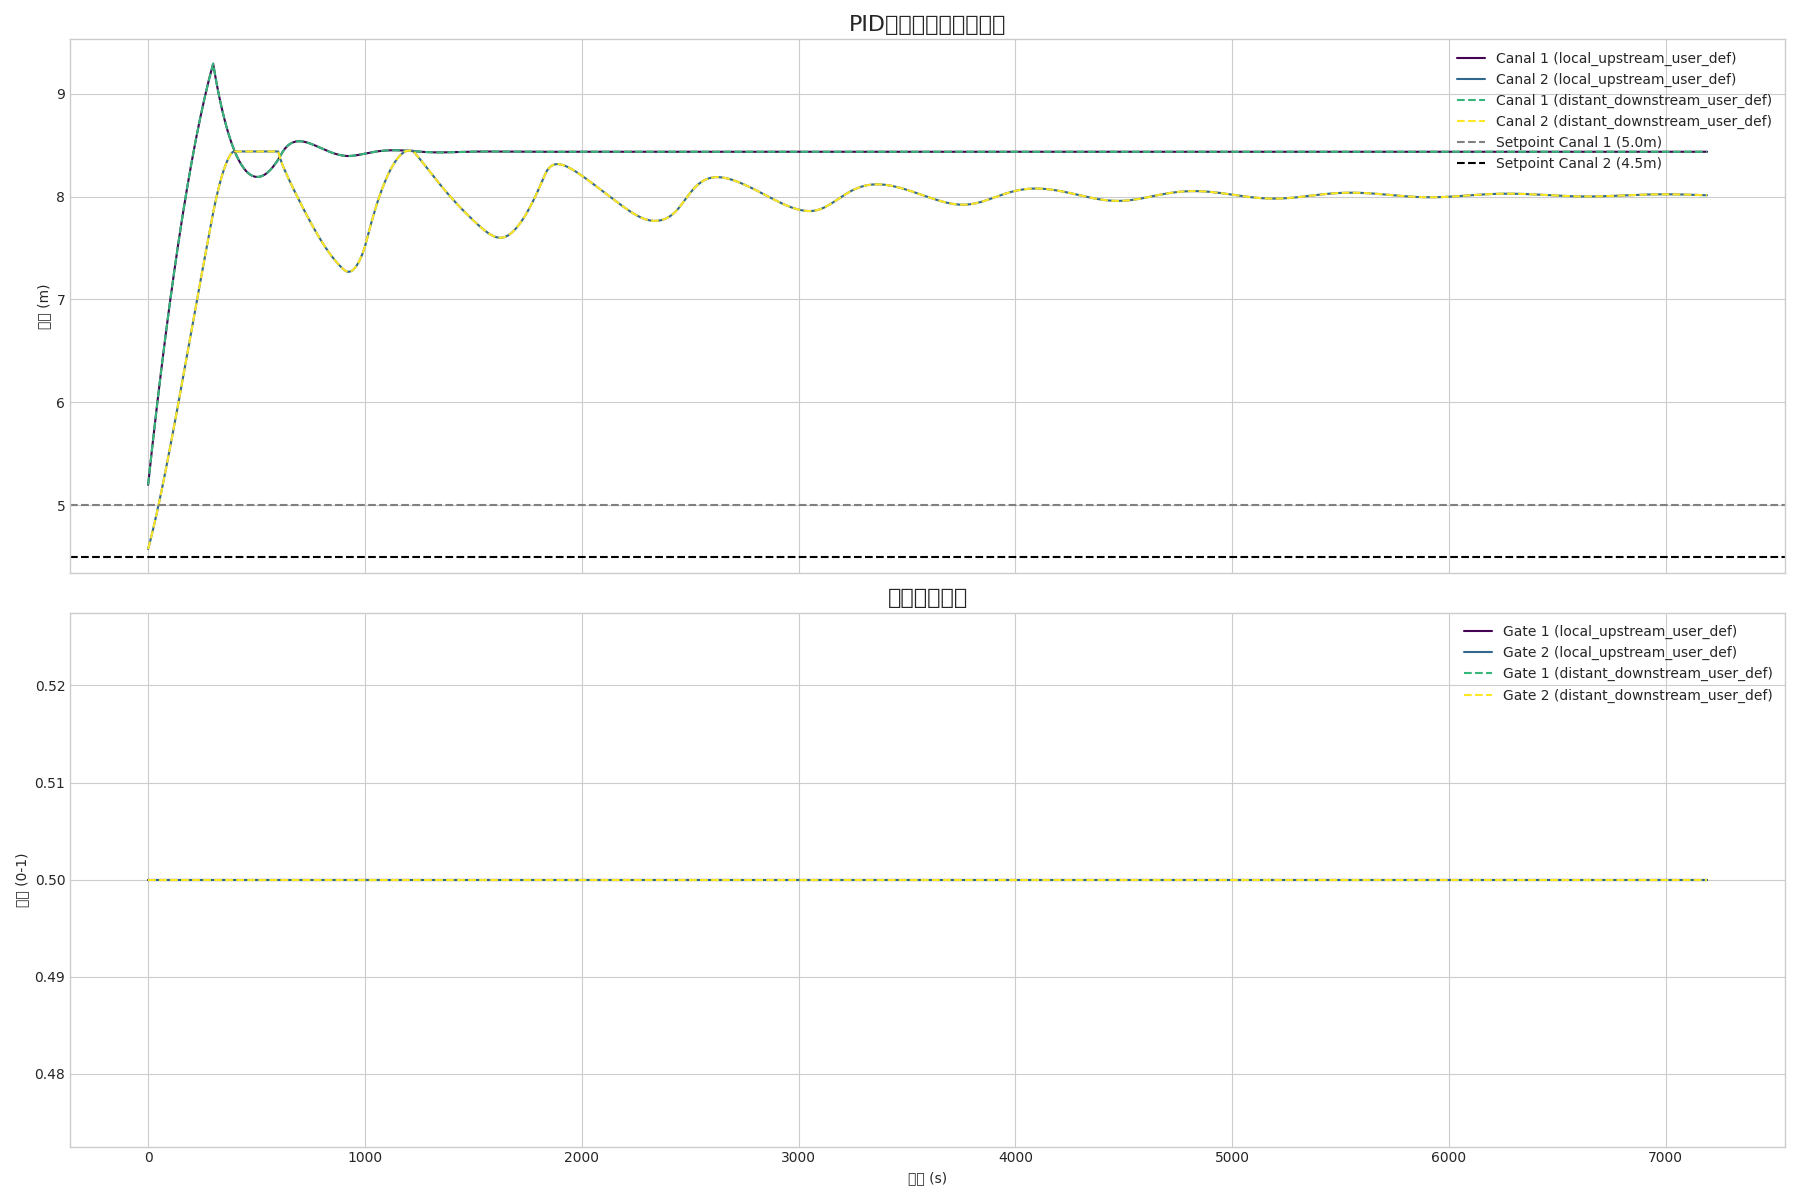 PID
9
8
7
6
5
(m)
Canal 1 (local_upstream_user_def)
Canal 2 (local_upstream_user_def)
Canal 1 (distant_downstream_user_def)
Canal 2 (distant_downstream_user_def)
Setpoint Canal 1 (5.0m)
Setpoint Canal 2 (4.5m)
0.52
0.51
0.50
0.49
0.48
(0-1)
Gate 1 (local_upstream_user_def)
Gate 2 (local_upstream_user_def)
Gate 1 (distant_downstream_user_def)
Gate 2 (distant_downstream_user_def)
0 1000 2000 3000 4000 5000 6000 7000
(s)